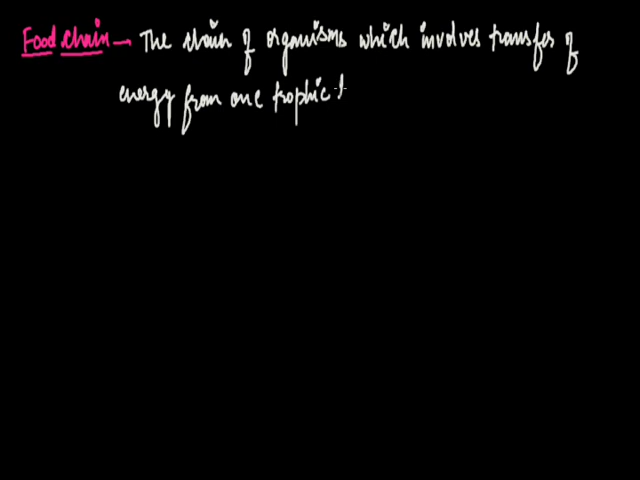 Food chain → The chain of organisms which involves transfer of
energy from one trophic